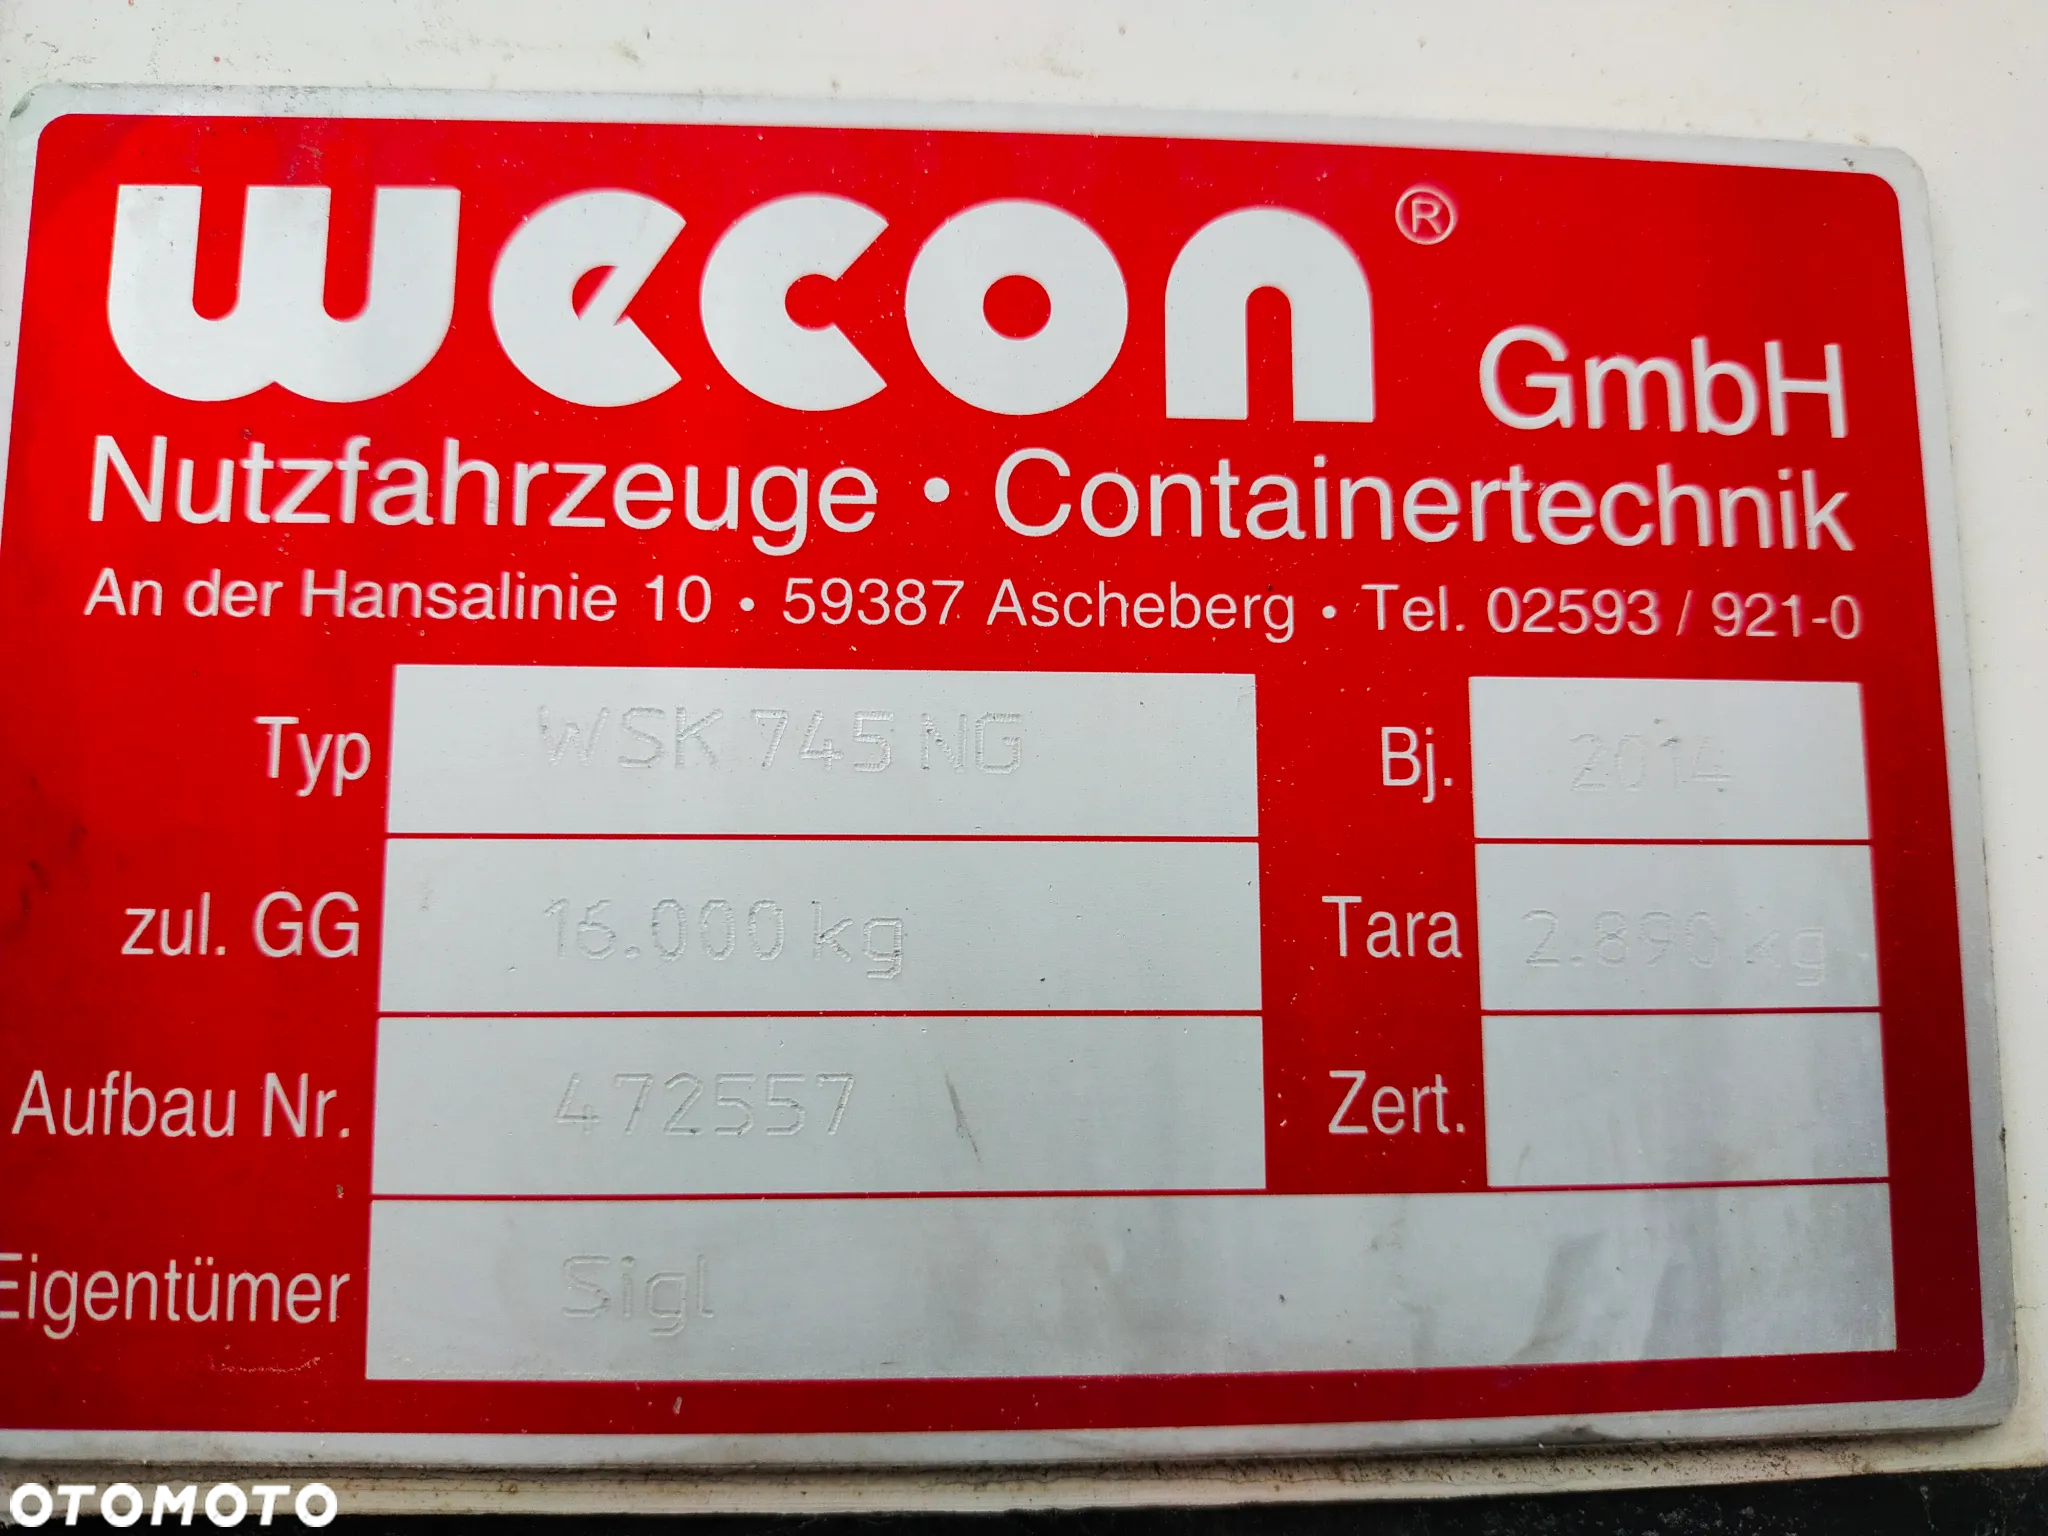 wecon® GmbH
Nutzfahrzeuge • Containertechnik
An der Hansalinie 10 • 59387 Ascheberg • Tel. 02593 / 921-0
Typ WSK 745 NG Bj. 2014
zul. GG 16.000 kg Tara 2.890 kg
Aufbau Nr. 472557 Zert.
Eigentümer Sigl
OTOMOTO